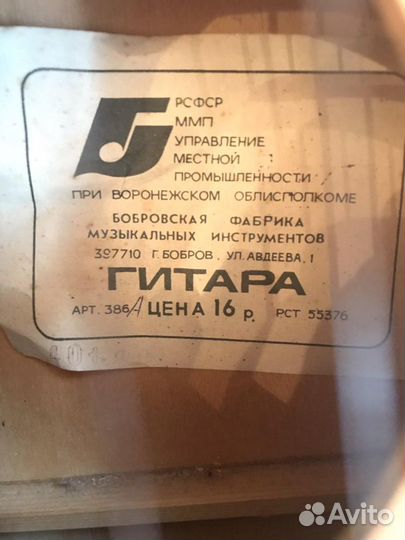 РСФСР
ММП
УПРАВЛЕНИЕ
МЕСТНОЙ
ПРОМЫШЛЕННОСТИ
ПРИ ВОРОНЕЖСКОМ ОБЛИСПОЛКОМЕ
БОБРОВСКАЯ ФАБРИКА
МУЗЫКАЛЬНЫХ ИНСТРУМЕНТОВ
397710 Г. БОБРОВ, УЛ. АВДЕЕВА, 1
ГИТАРА
АРТ. 386А ЦЕНА 16 р. РСТ 55376
Avito